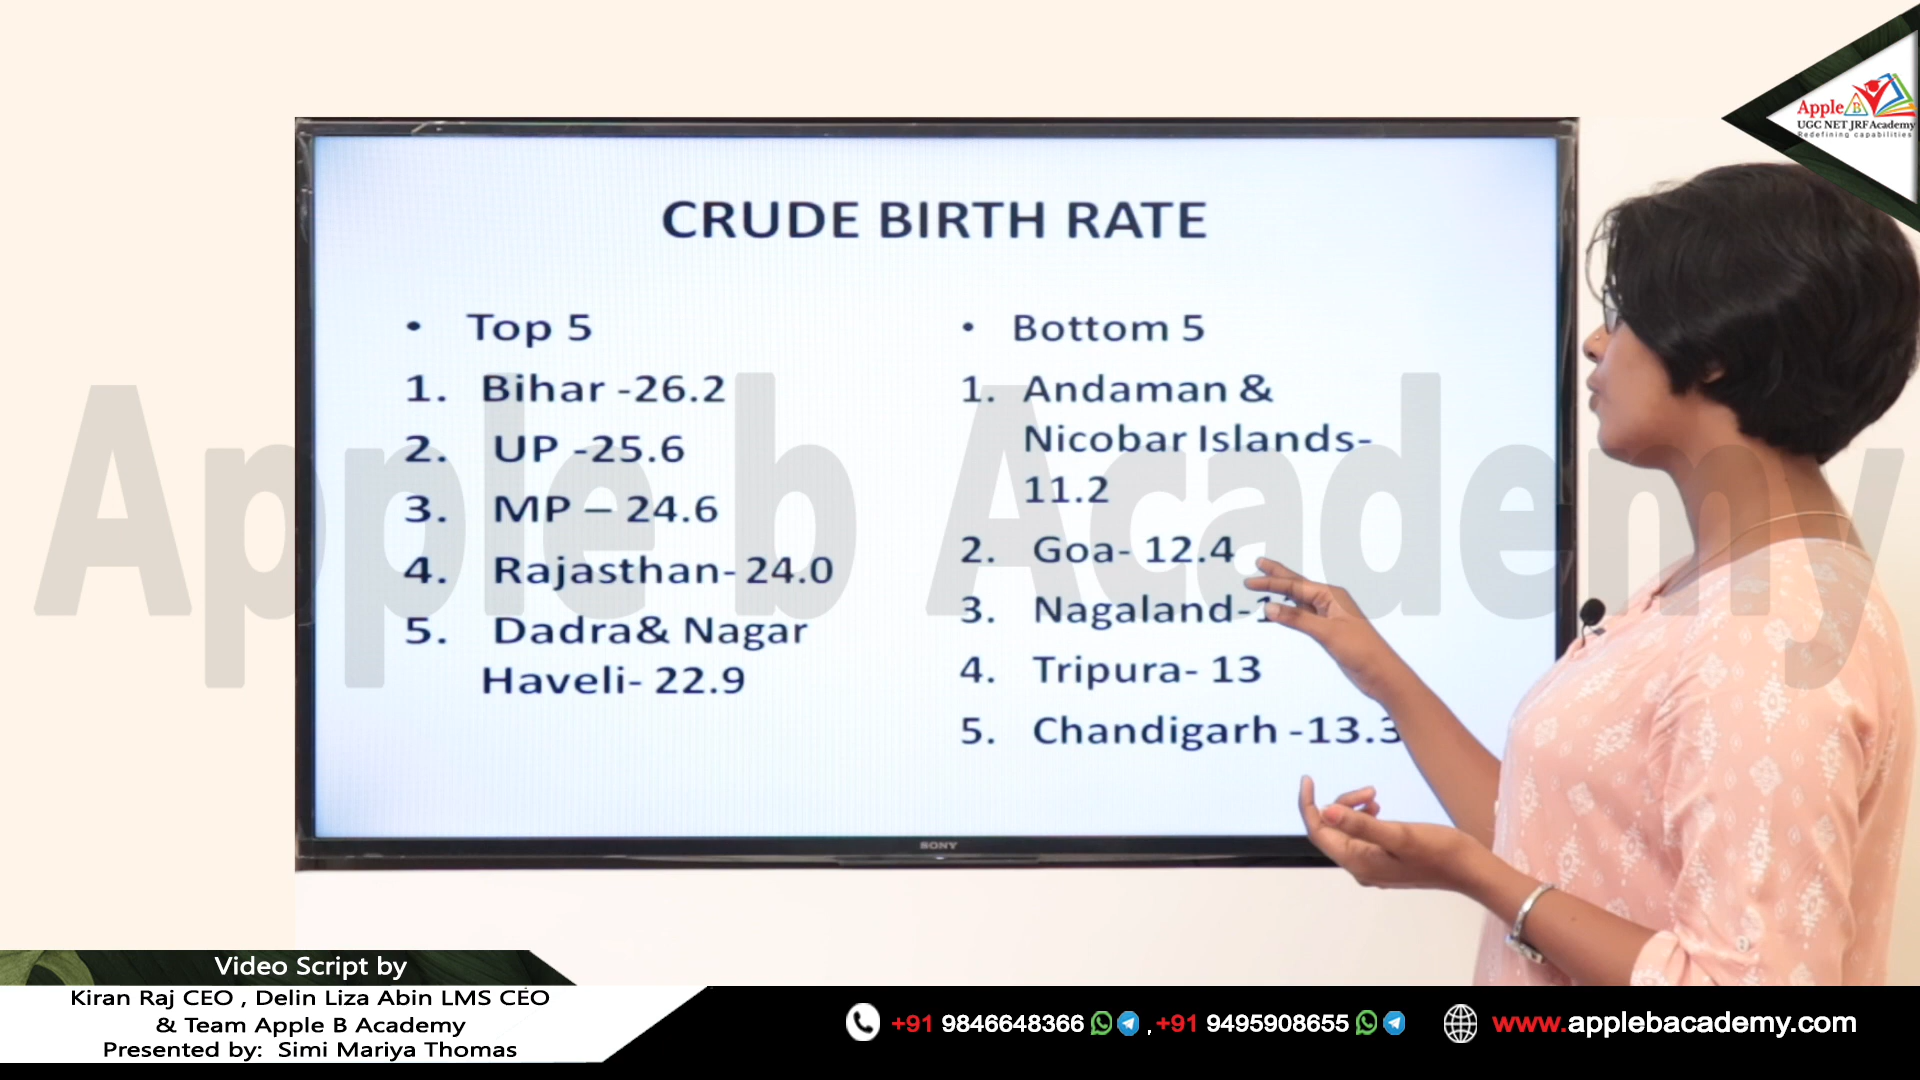 Apple B
UGC NET JRF Academy
Redefining capabilities
CRUDE BIRTH RATE
• Top 5
1. Bihar -26.2
2. UP -25.6
3. MP – 24.6
4. Rajasthan- 24.0
5. Dadra& Nagar
Haveli- 22.9
• Bottom 5
1. Andaman &
Nicobar Islands-
11.2
2. Goa- 12.4
3. Nagaland-
4. Tripura- 13
5. Chandigarh -13.3
Apple b Academy
SONY
Video Script by
Kiran Raj CEO , Delin Liza Abin LMS CEO
& Team Apple B Academy
Presented by: Simi Mariya Thomas
+91 9846648366 , +91 9495908655 www.applebacademy.com